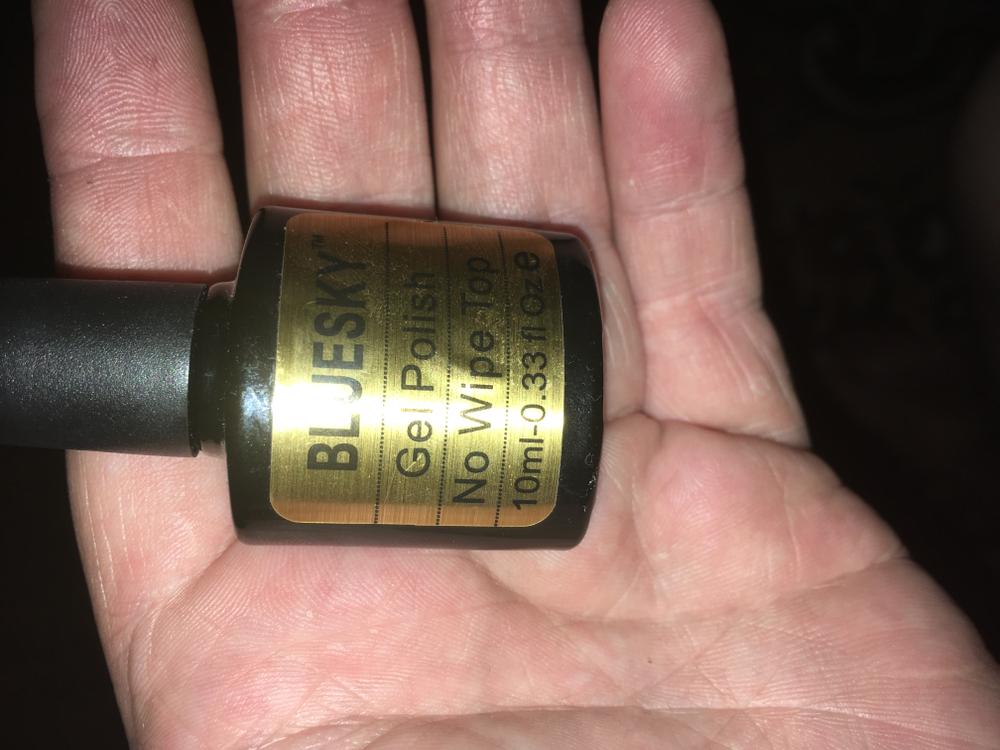 BLUESKY™
Gel Polish
No Wipe Top
10ml-0.33 fl Oz e